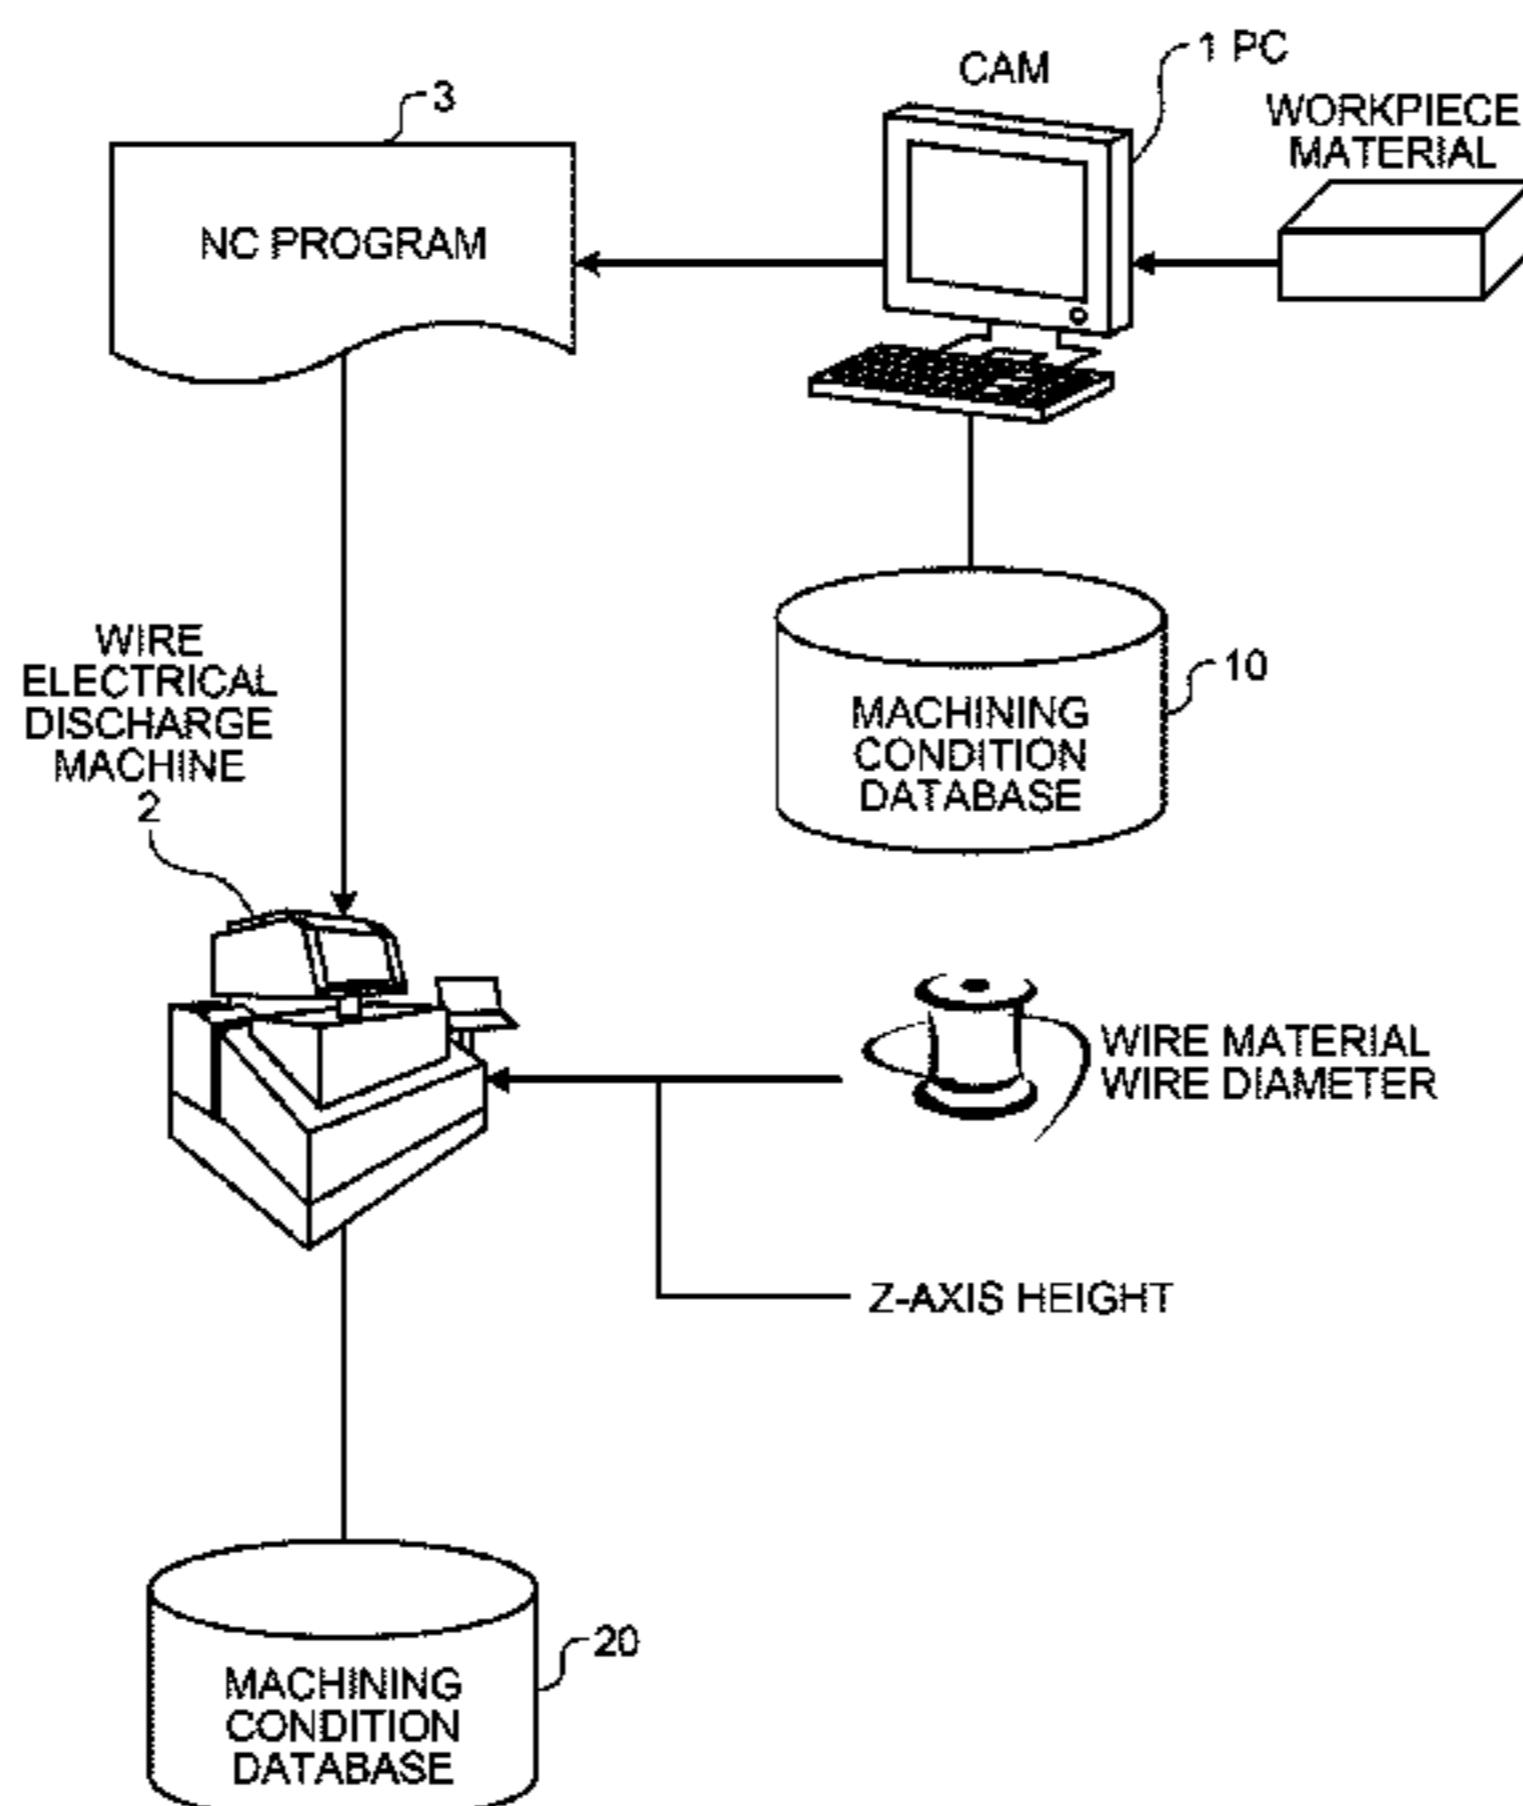 3
CAM
1 PC
WORKPIECE
MATERIAL
NC PROGRAM
WIRE
ELECTRICAL
DISCHARGE
MACHINE
2
10
MACHINING
CONDITION
DATABASE
WIRE MATERIAL
WIRE DIAMETER
Z-AXIS HEIGHT
20
MACHINING
CONDITION
DATABASE